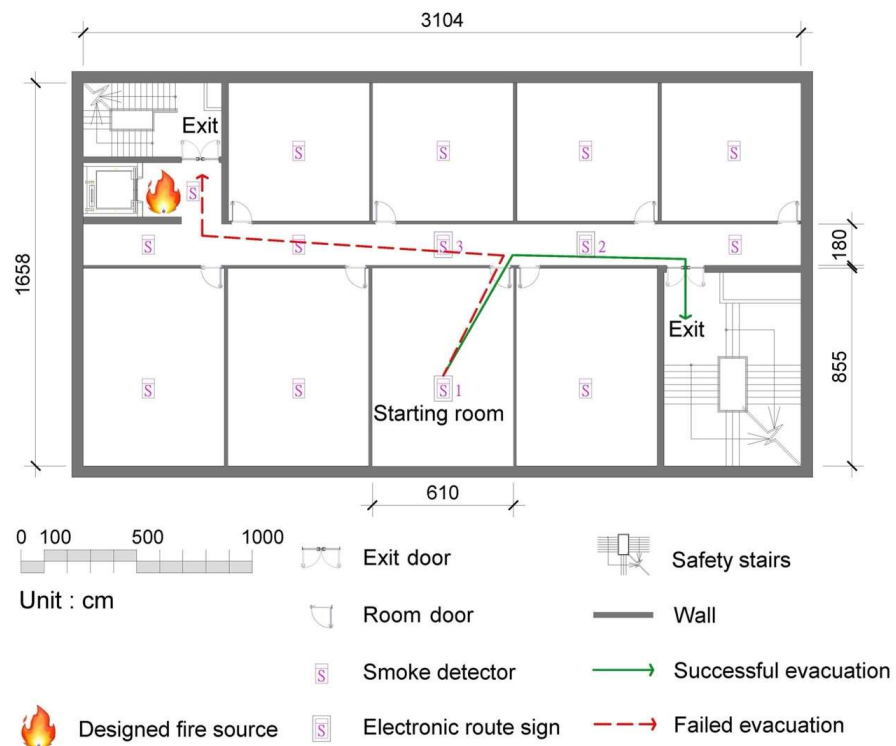 3104
Exit
S
S
S
S
S
1658
S
S
S 3
S 2
S
180
Exit
855
S
S
S 1
S
Starting room
610
0 100 500 1000
Unit : cm
Exit door
Safety stairs
Room door
Wall
S
Smoke detector
Successful evacuation
Designed fire source
S
Electronic route sign
Failed evacuation